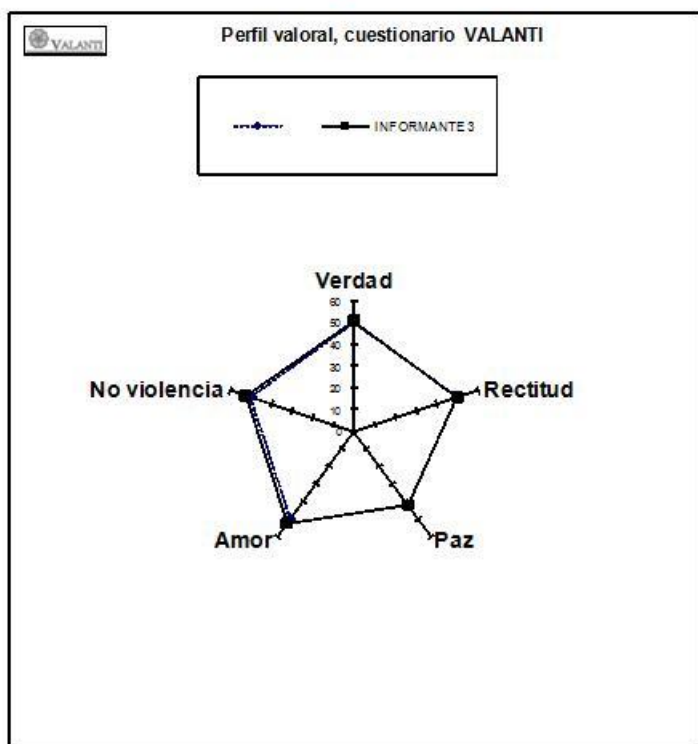 VALANTI
Perfil valoral, cuestionario VALANTI
INFORMANTE 3
Verdad
60
50
40
30
20
10
0
No violencia
Rectitud
Amor
Paz